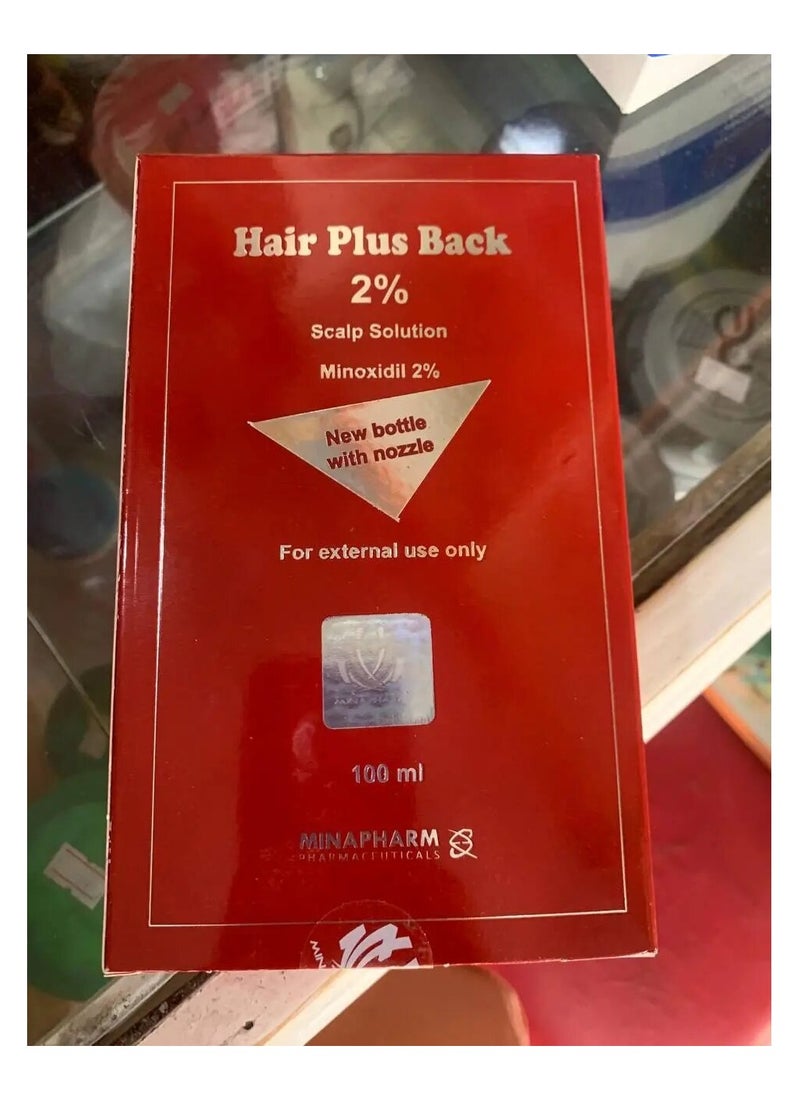 Hair Plus Back
2%
Scalp Solution
Minoxidil 2%
New bottle
with nozzle
For external use only
100 ml
MINAPHARM
PHARMACEUTICALS